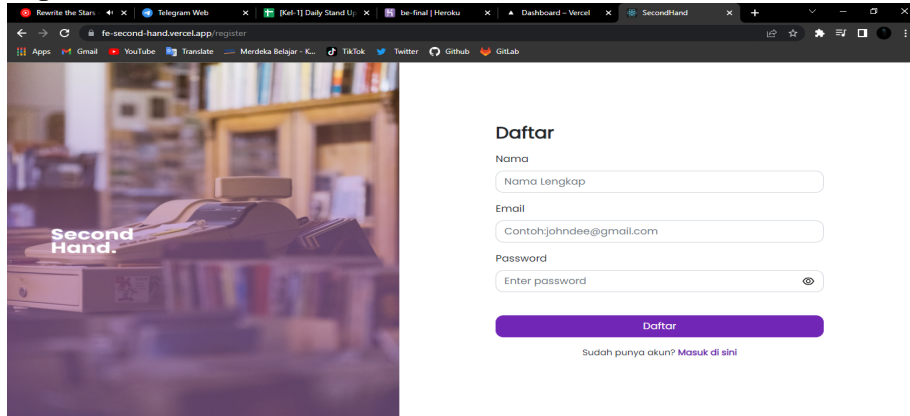 Rewrite the Stars
Telegram Web
[Kel-1] Daily Stand Up
be-final | Heroku
Dashboard – Vercel
SecondHand
fe-second-hand.vercel.app/register
Apps
Gmail
YouTube
Translate
Merdeka Belajar - K...
TikTok
Twitter
Github
GitLab
Second
Hand.
Daftar
Nama
Nama Lengkap
Email
Contoh:johndee@gmail.com
Password
Enter password
Daftar
Sudah punya akun? Masuk di sini